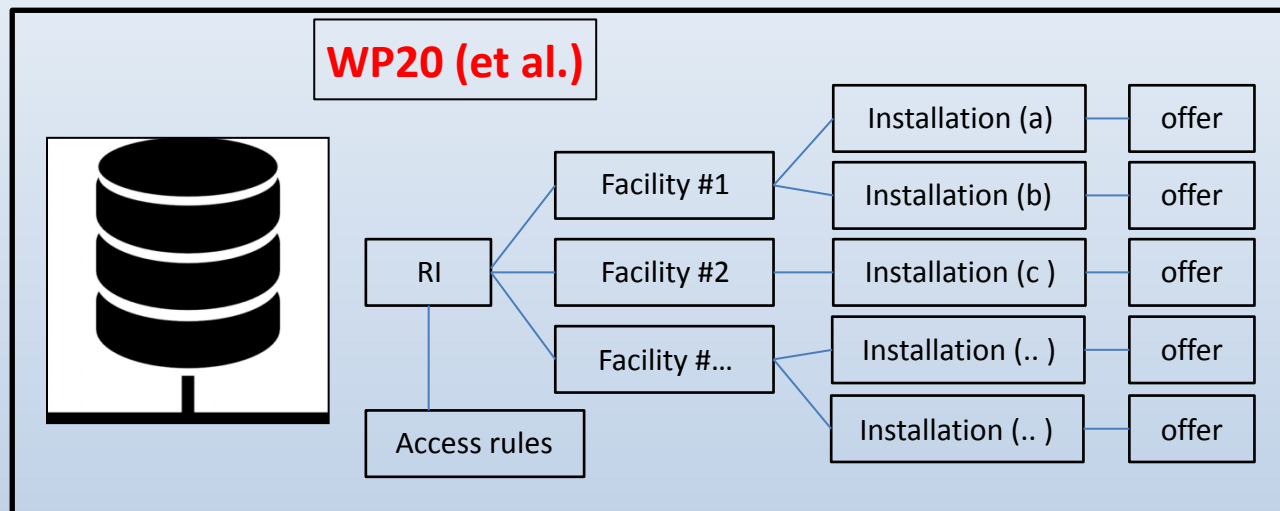 WP20 (et al.)
Installation (a)
offer
Facility #1
Installation (b)
offer
RI
Facility #2
Installation (c )
offer
Facility #...
Installation (.. )
offer
Access rules
Installation (.. )
offer